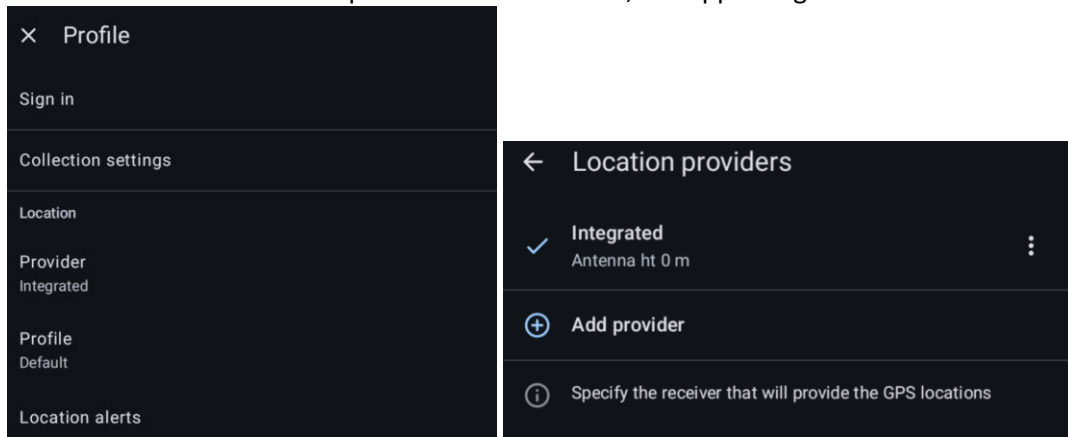 Profile
Sign in
Collection settings
Location
Provider
Integrated
Profile
Default
Location alerts
Location providers
Integrated
Antenna ht 0 m
Add provider
Specify the receiver that will provide the GPS locations